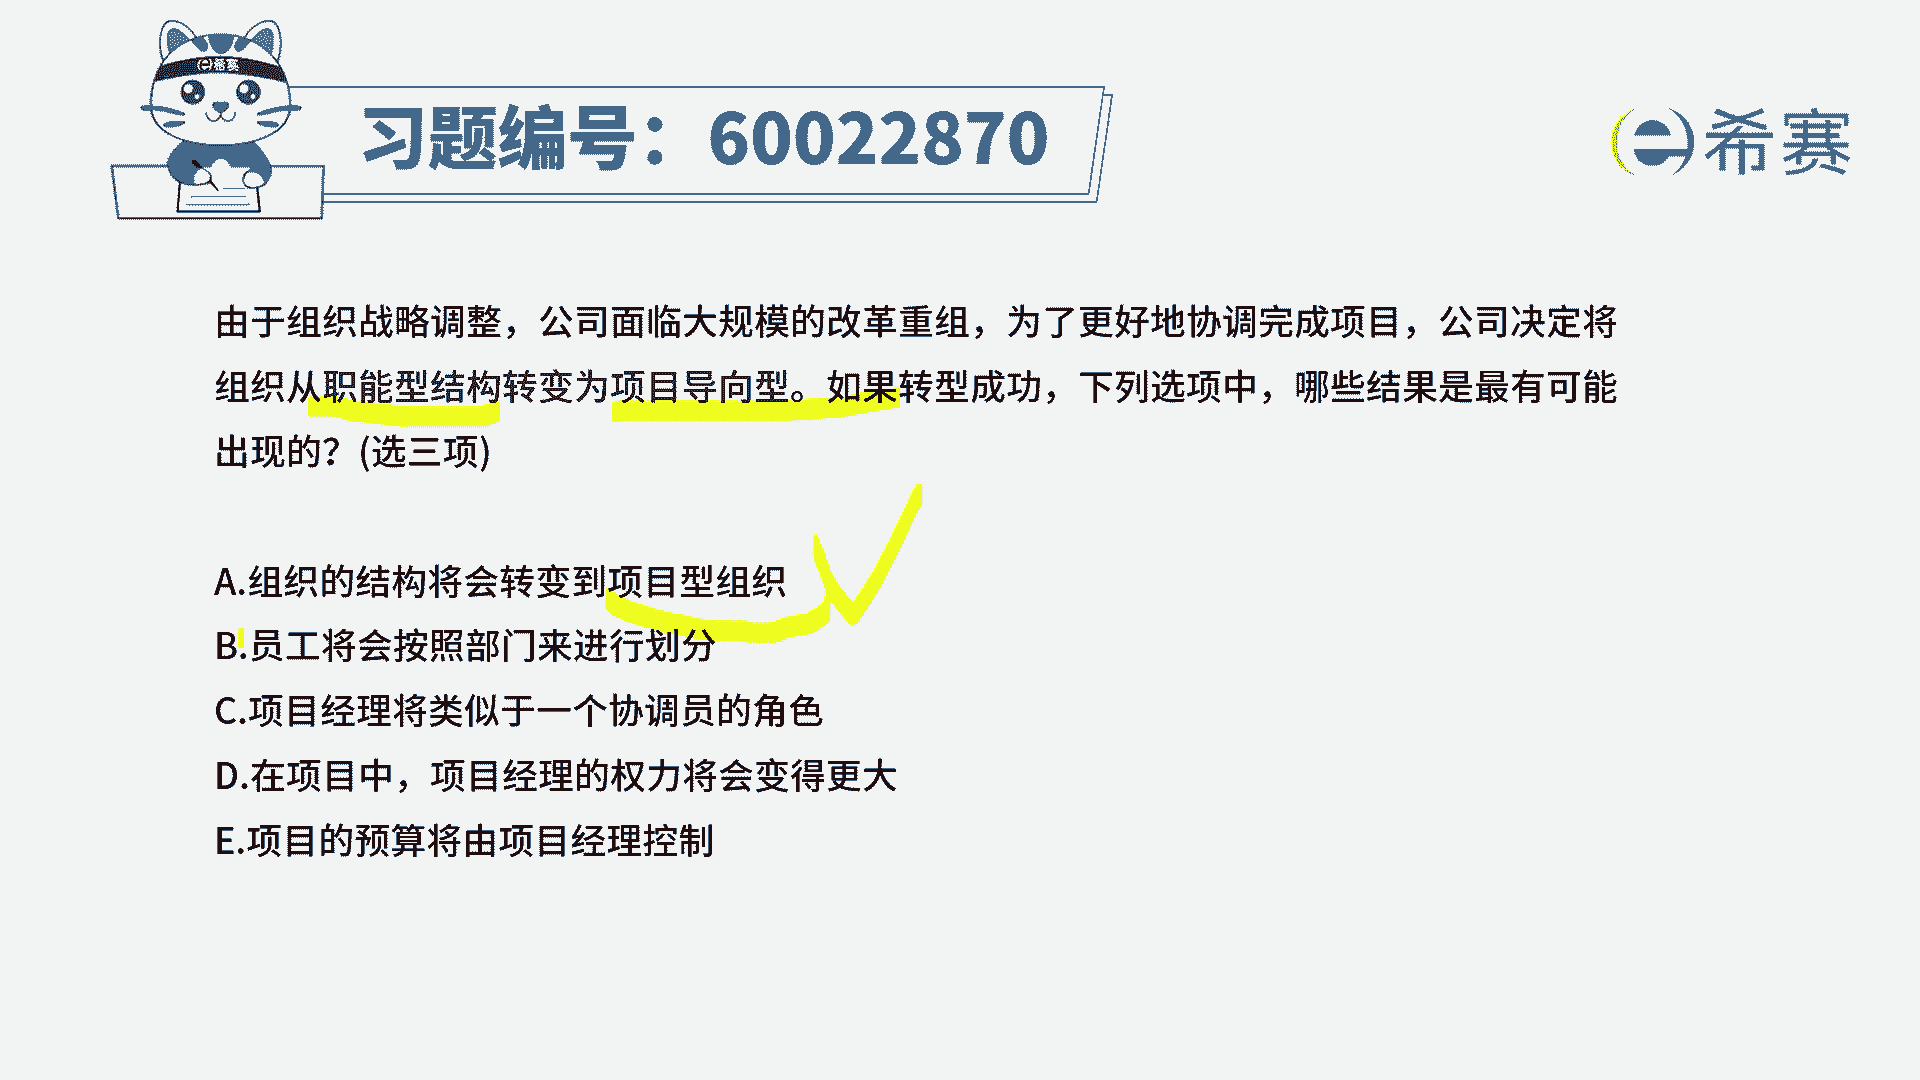 e希赛
习题编号：60022870
e希赛
由于组织战略调整，公司面临大规模的改革重组，为了更好地协调完成项目，公司决定将
组织从职能型结构转变为项目导向型。如果转型成功，下列选项中，哪些结果是最有可能
出现的？(选三项)
A.组织的结构将会转变到项目型组织
B.员工将会按照部门来进行划分
C.项目经理将类似于一个协调员的角色
D.在项目中，项目经理的权力将会变得更大
E.项目的预算将由项目经理控制